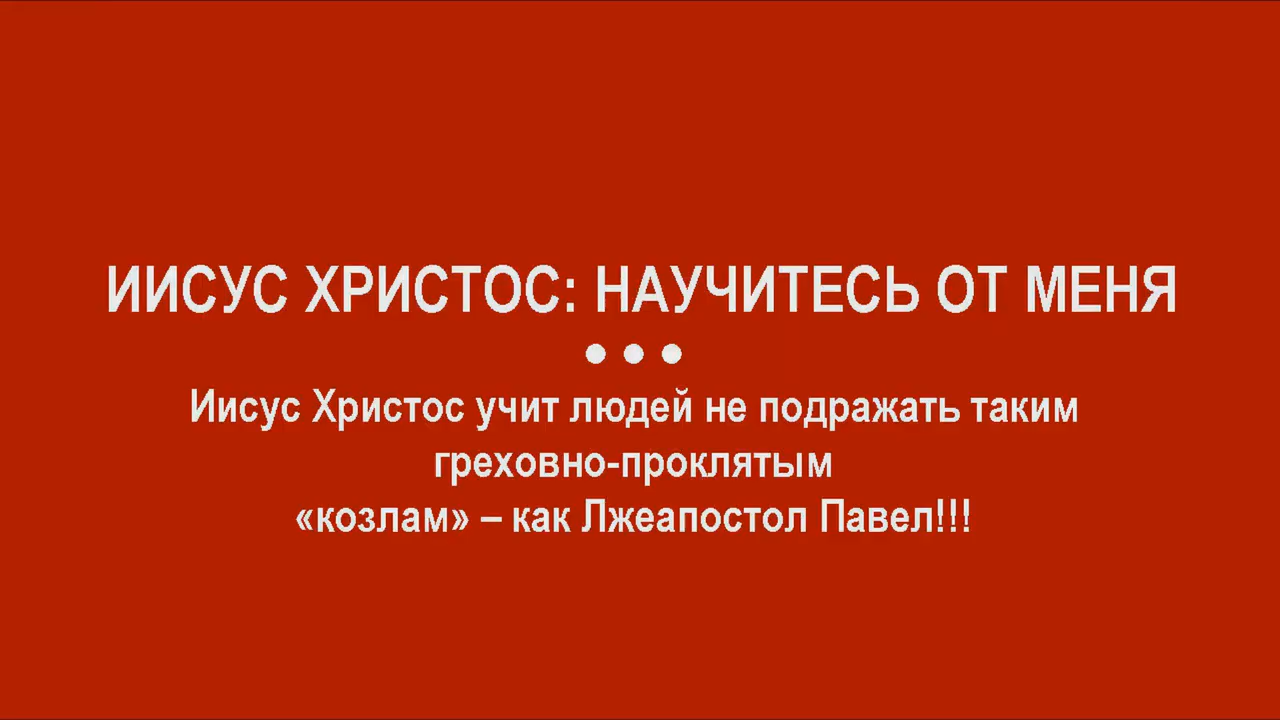 ИИСУС ХРИСТОС: НАУЧИТЕСЬ ОТ МЕНЯ
● ● ●
Иисус Христос учит людей не подражать таким
греховно-проклятым
«козлам» – как Лжеапостол Павел!!!